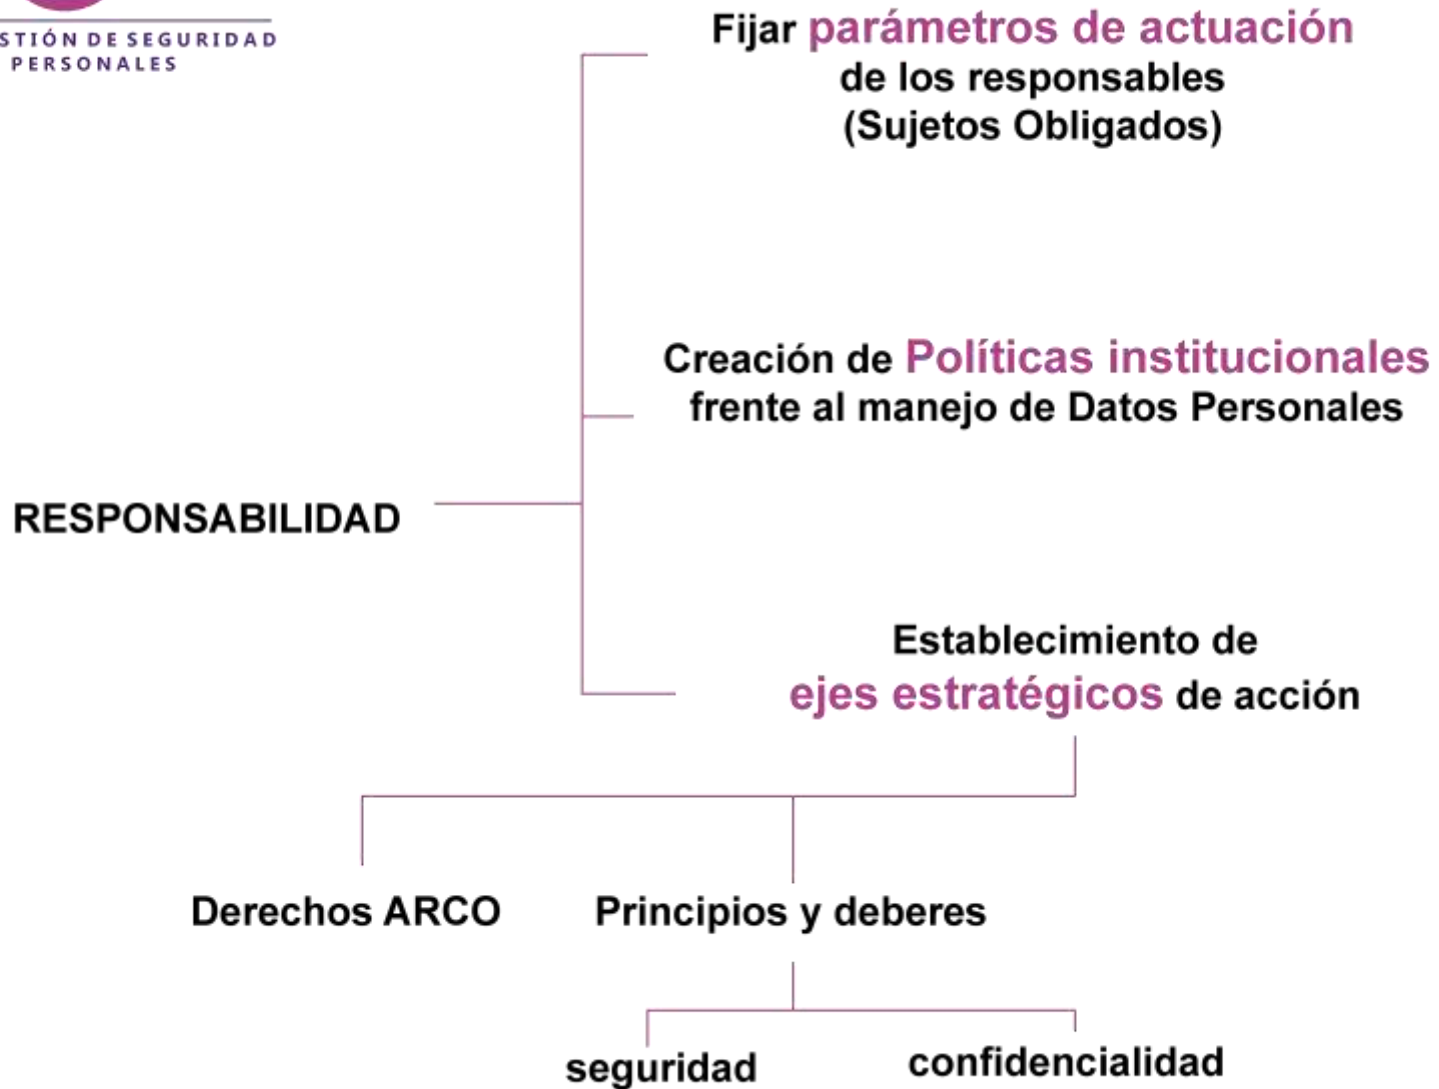 STIÓN DE SEGURIDAD
PERSONALES
Fijar parámetros de actuación
de los responsables
(Sujetos Obligados)
Creación de Políticas institucionales
frente al manejo de Datos Personales
RESPONSABILIDAD
Establecimiento de
ejes estratégicos de acción
Derechos ARCO
Principios y deberes
seguridad
confidencialidad